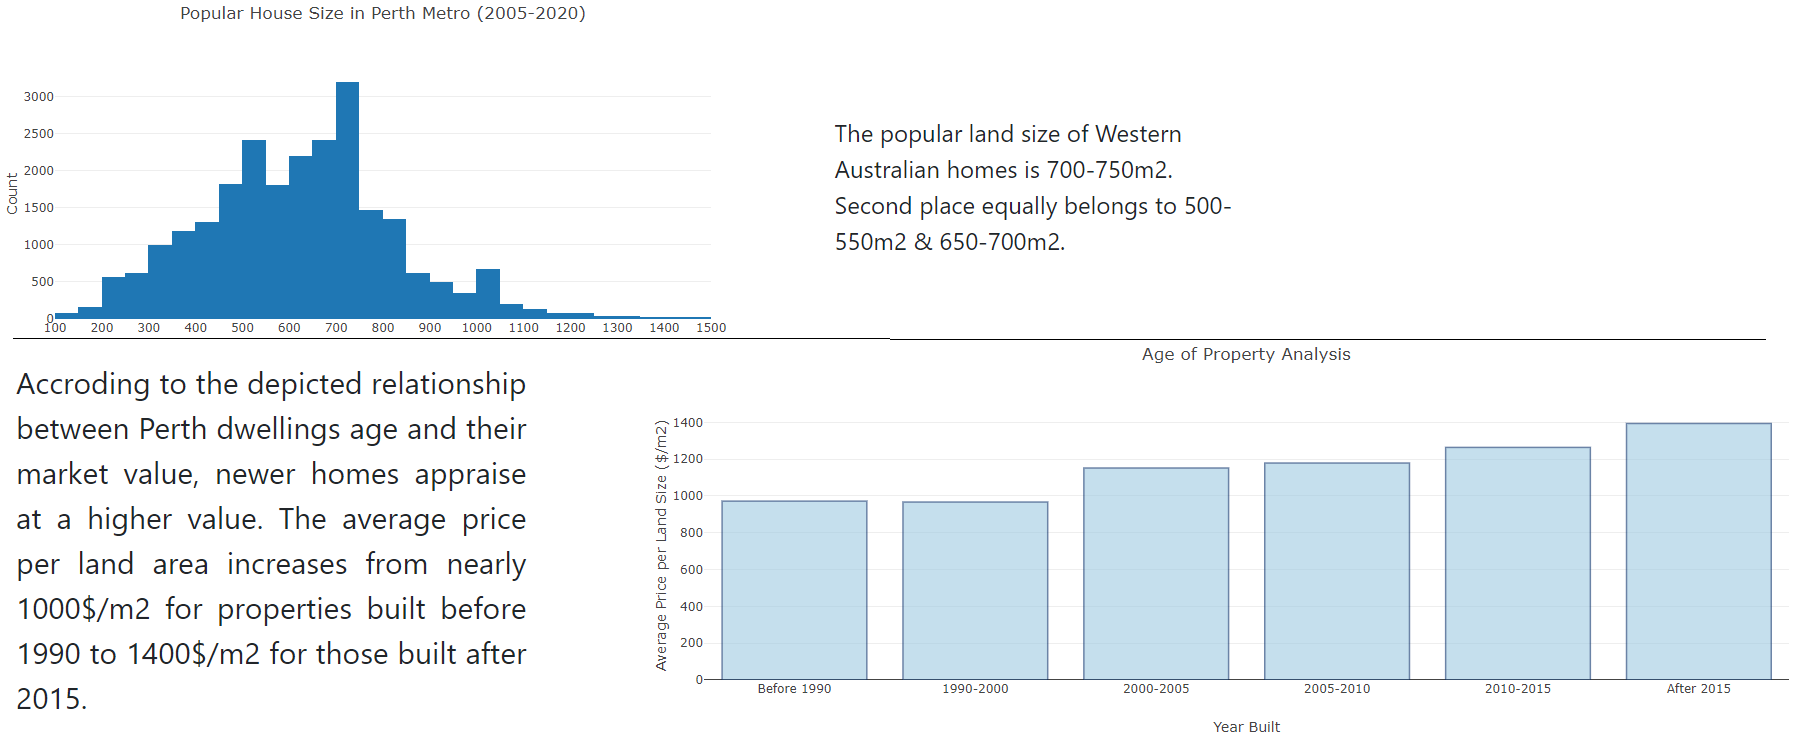 Popular House Size in Perth Metro (2005-2020)
3000
2500
2000
1500
1000
500
0
Count
100 200 300 400 500 600 700 800 900 1000 1100 1200 1300 1400 1500
The popular land size of Western
Australian homes is 700-750m2.
Second place equally belongs to 500-
550m2 & 650-700m2.
Accroding to the depicted relationship
between Perth dwellings age and their
market value, newer homes appraise
at a higher value. The average price
per land area increases from nearly
1000$/m2 for properties built before
1990 to 1400$/m2 for those built after
2015.
Age of Property Analysis
1400
1200
1000
800
600
400
200
0
Average Price per Land Size ($/m2)
Before 1990 1990-2000 2000-2005 2005-2010 2010-2015 After 2015
Year Built